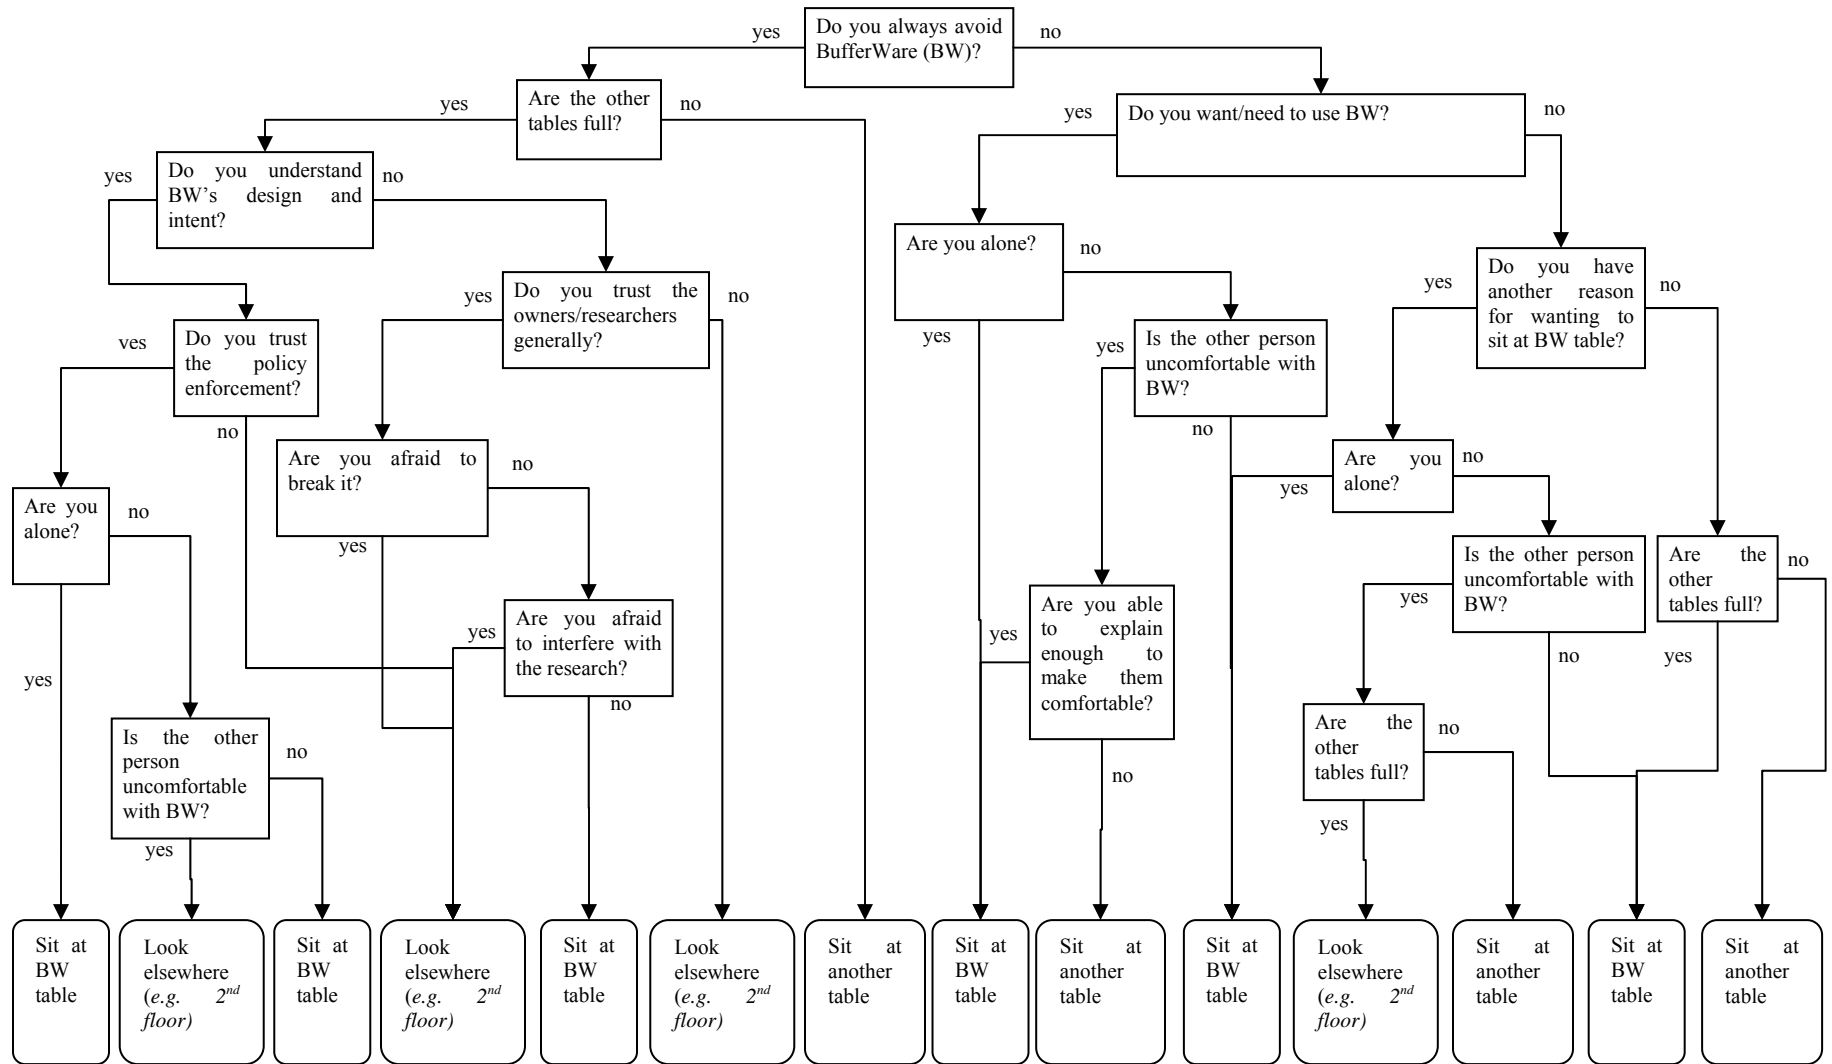 Do you always avoid
BufferWare (BW)?
yes
no
Are the other
tables full?
yes
no
Do you want/need to use BW?
yes
no
Do you understand
BW's design and
intent?
yes
no
Are you alone?
no
yes
Do you have
another reason
for wanting to
sit at BW table?
yes
no
Do you trust the
owners/researchers
generally?
yes
no
Do you trust
the policy
enforcement?
ves
no
Is the other person
uncomfortable with
BW?
yes
no
Are you afraid to
break it?
no
yes
Are you
alone?
no
yes
Are you
alone?
no
yes
Is the other person
uncomfortable with
BW?
yes
no
Are the
other
tables full?
no
yes
Are you able
to explain
enough to
make them
comfortable?
yes
no
Are you afraid
to interfere with
the research?
yes
no
Is the other
person
uncomfortable
with BW?
no
yes
Are the
other
tables full?
no
yes
Sit at
BW
table
Look
elsewhere
(e.g. 2nd
floor)
Sit at
BW
table
Look
elsewhere
(e.g. 2nd
floor)
Sit at
BW
table
Look
elsewhere
(e.g. 2nd
floor)
Sit at
another
table
Sit at
BW
table
Sit at
another
table
Sit at
BW
table
Look
elsewhere
(e.g. 2nd
floor)
Sit at
another
table
Sit at
BW
table
Sit at
another
table